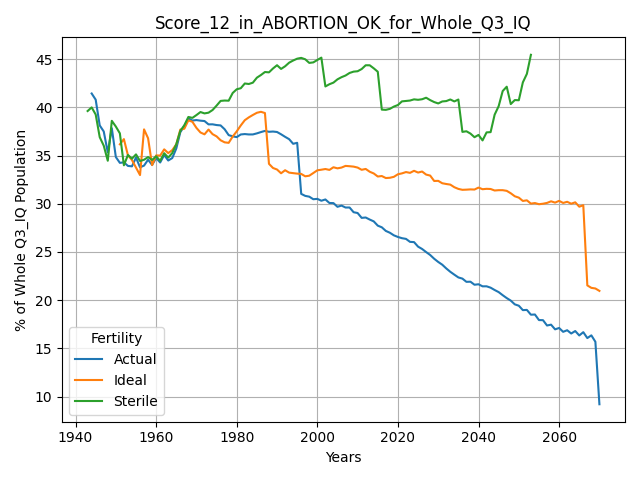 Score_12_in_ABORTION_OK_for_Whole_Q3_IQ
% of Whole Q3_IQ Population
45
40
35
30
25
20
15
10
Fertility
Actual
Ideal
Sterile
1940 1960 1980 2000 2020 2040 2060
Years